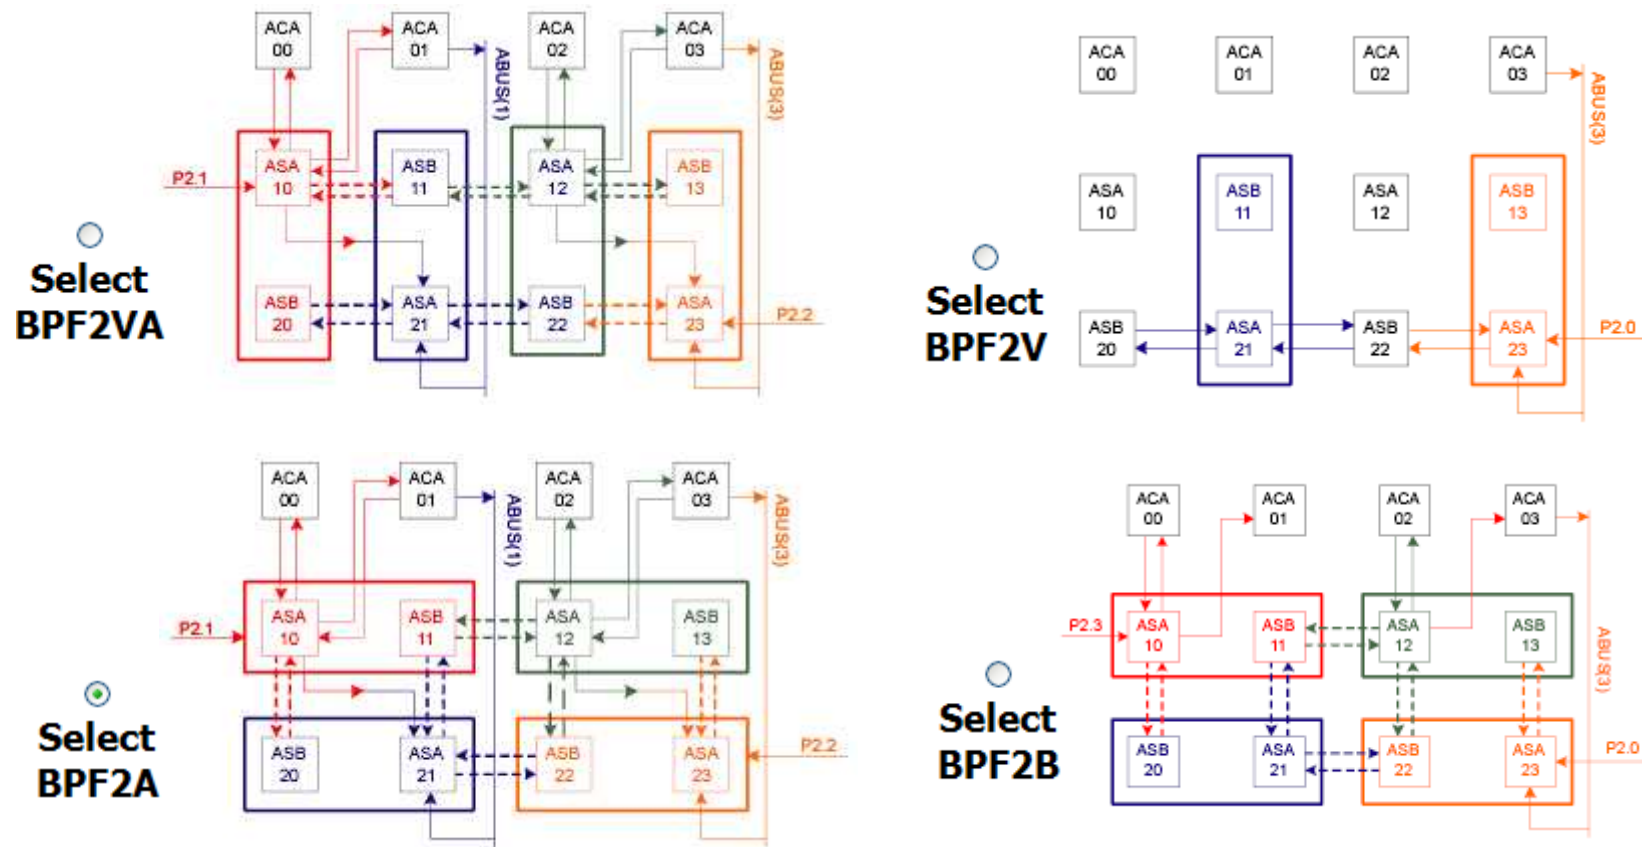 ACA
00
ACA
01
ACA
02
ACA
03
ABUS(1)
ABUS(3)
ASA
10
ASB
11
ASA
12
ASB
13
P2.1
ASB
20
ASA
21
ASB
22
ASA
23
P2.2
Select
BPF2VA
ACA
00
ACA
01
ACA
02
ACA
03
ABUS(3)
ASA
10
ASB
11
ASA
12
ASB
13
ASB
20
ASA
21
ASB
22
ASA
23
P2.0
Select
BPF2V
ACA
00
ACA
01
ACA
02
ACA
03
ABUS(1)
ABUS(3)
ASA
10
ASB
11
ASA
12
ASB
13
P2.1
ASB
20
ASA
21
ASB
22
ASA
23
P2.2
Select
BPF2A
ACA
00
ACA
01
ACA
02
ACA
03
ABUS(3)
P2.3
ASA
10
ASB
11
ASA
12
ASB
13
ASB
20
ASA
21
ASB
22
ASA
23
P2.0
Select
BPF2B